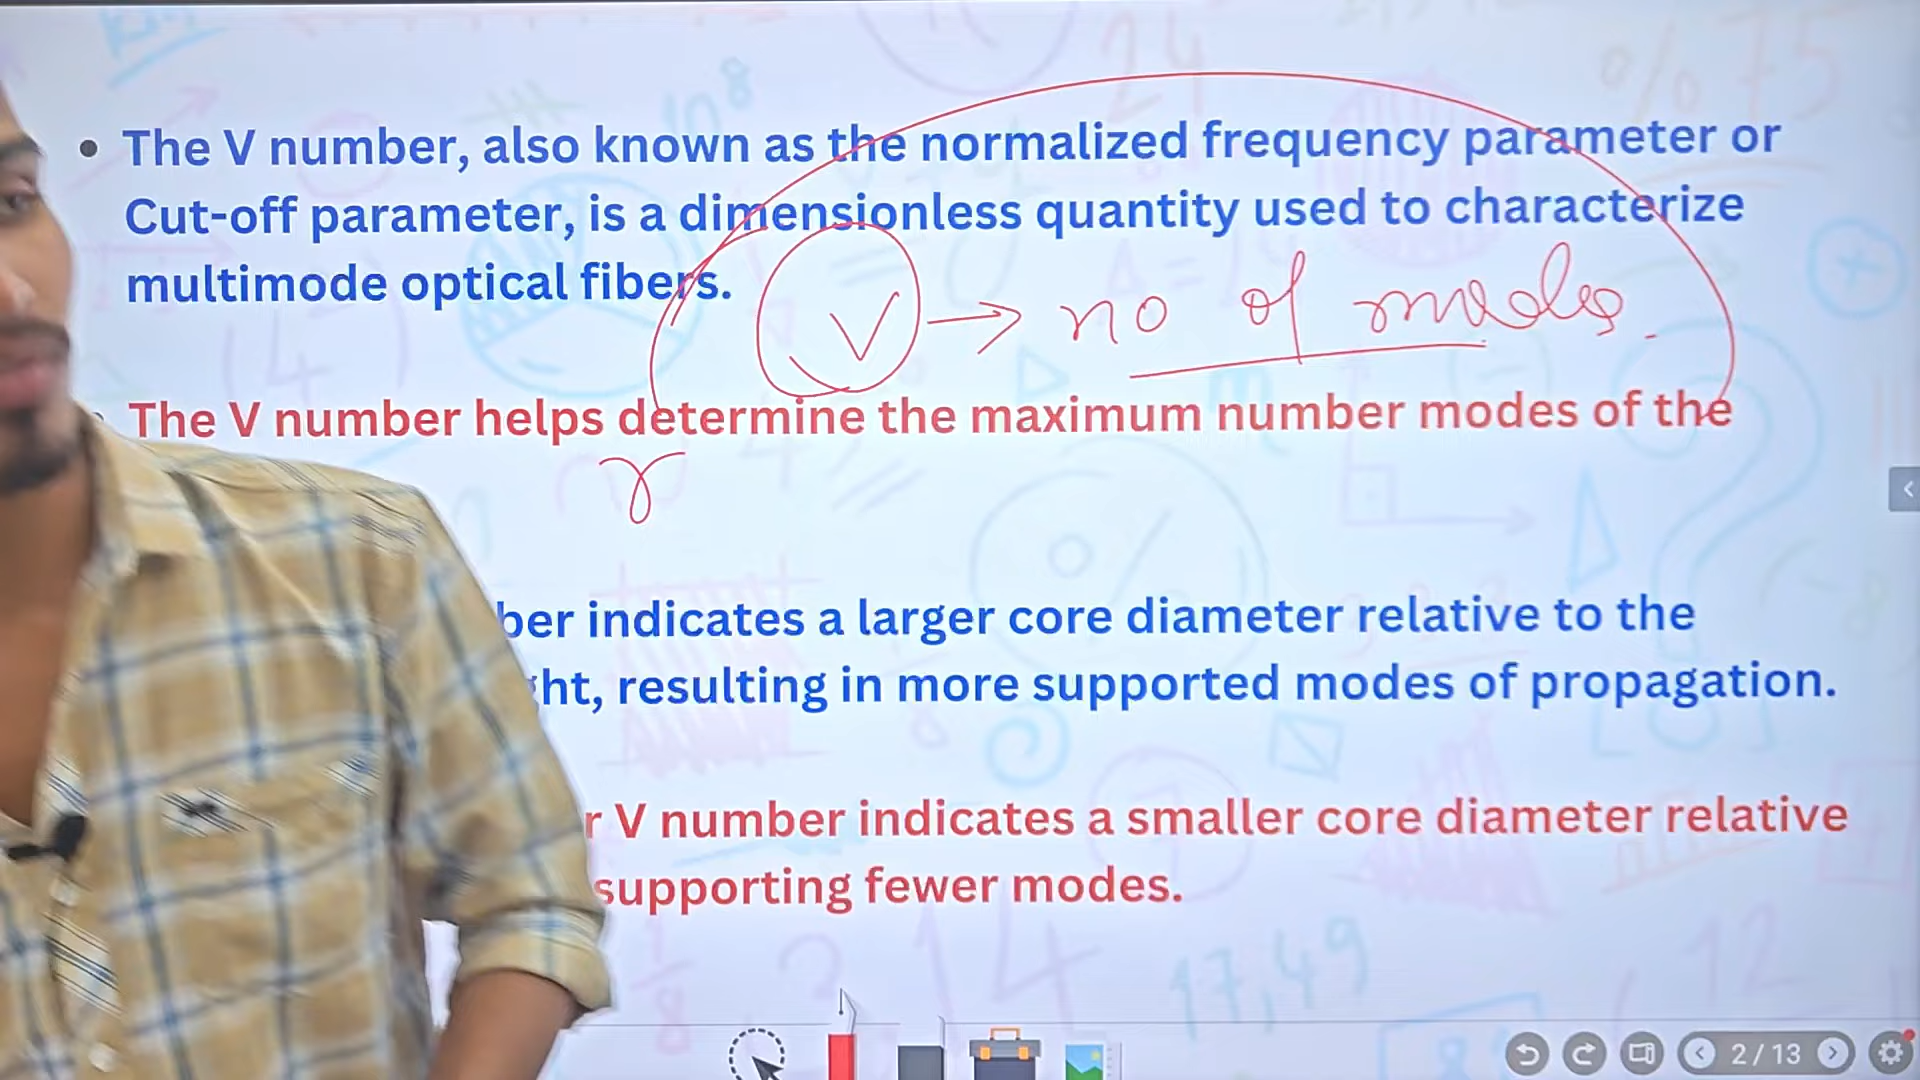 The V number, also known as the normalized frequency parameter or
Cut-off parameter, is a dimensionless quantity used to characterize
multimode optical fibers.
V → no of modes.
The V number helps determine the maximum number modes of the
γ
ber indicates a larger core diameter relative to the
ht, resulting in more supported modes of propagation.
r V number indicates a smaller core diameter relative
supporting fewer modes.
2 / 13